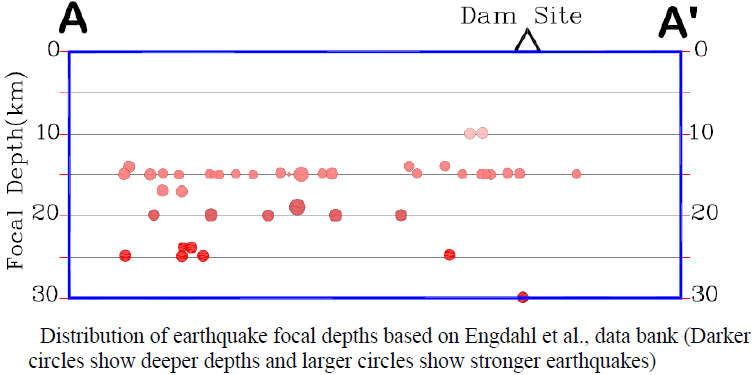 A A'
Dam Site
0 0
Focal Depth(km)
10 10
20 20
30 30
Distribution of earthquake focal depths based on Engdahl et al., data bank (Darker
circles show deeper depths and larger circles show stronger earthquakes)